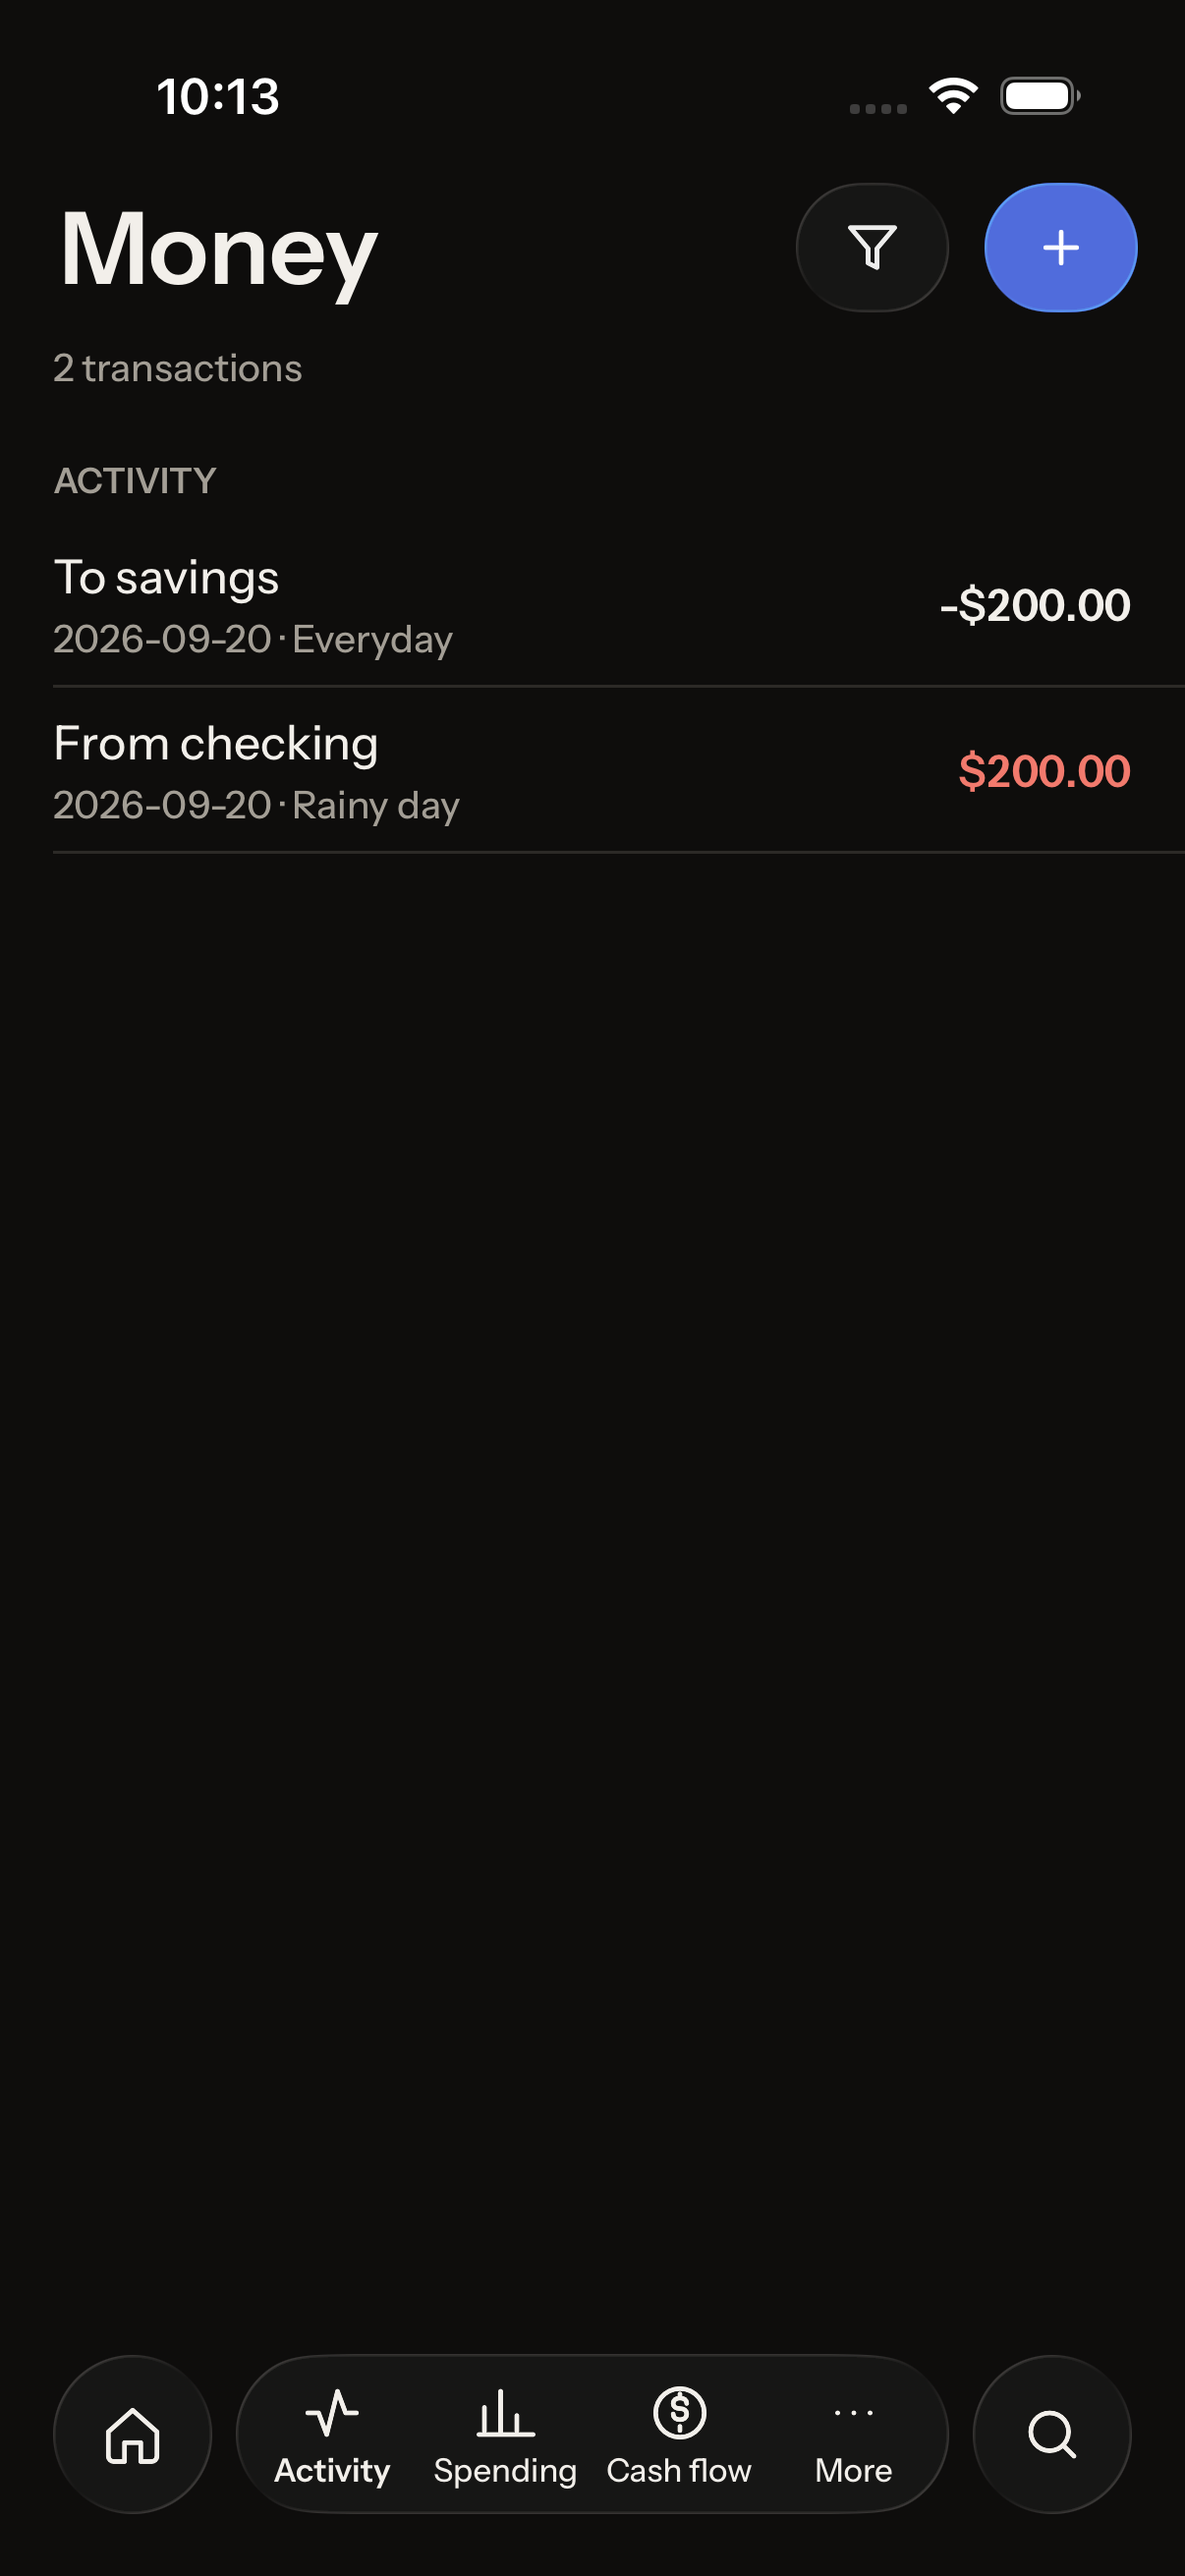 10:13
Money
2 transactions
ACTIVITY
To savings
-$200.00
2026-09-20 · Everyday
From checking
$200.00
2026-09-20 · Rainy day
Activity
Spending
Cash flow
More